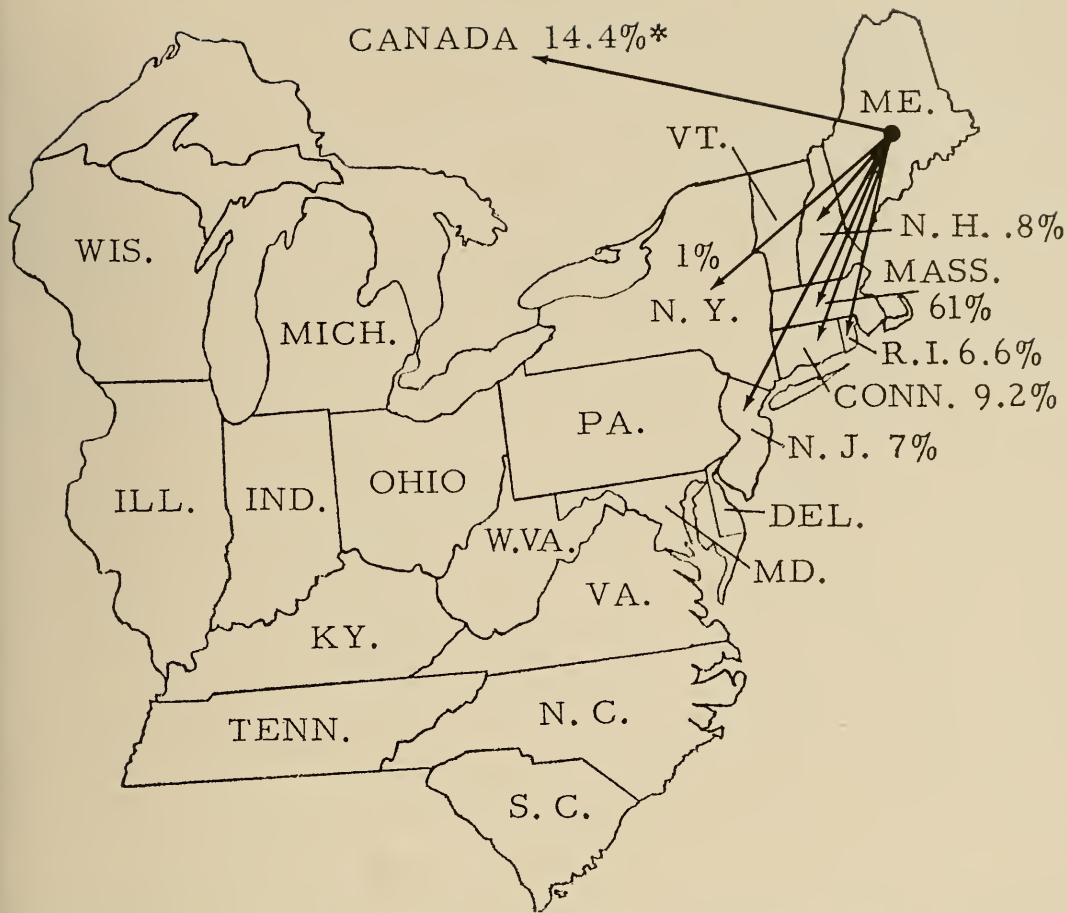 CANADA 14.4%*
ME.
VT.
N. H. .8%
WIS.
1%
MASS.
61%
N. Y.
MICH.
R.I. 6.6%
CONN. 9.2%
PA.
N. J. 7%
OHIO
ILL.
IND.
DEL.
W.VA.
MD.
VA.
KY.
N. C.
TENN.
S. C.